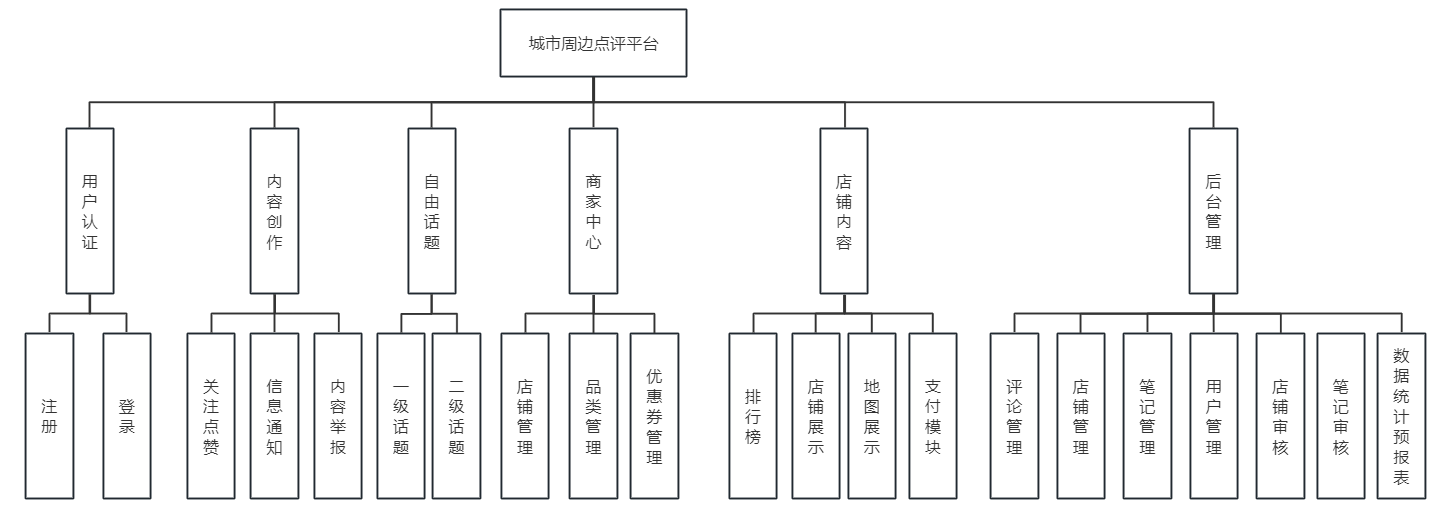 城市周边点评平台
用户认证
内容创作
自由话题
商家中心
店铺内容
后台管理
注册
登录
关注点赞
信息通知
内容举报
一级话题
二级话题
店铺管理
品类管理
优惠券管理
排行榜
店铺展示
地图展示
支付模块
评论管理
店铺管理
笔记管理
用户管理
店铺审核
笔记审核
数据统计预报表